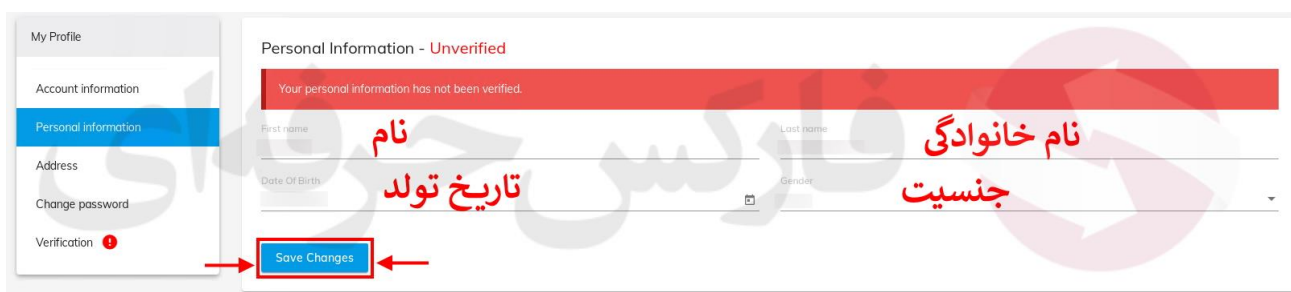 My Profile
Account information
Personal information
Address
Change password
Verification
Personal Information - Unverified
Your personal information has not been verified.
First name
نام
Last name
نام خانوادگی
Date Of Birth
تاریخ تولد
Gender
جنسیت
Save Changes
فارکس حرفه‌ای